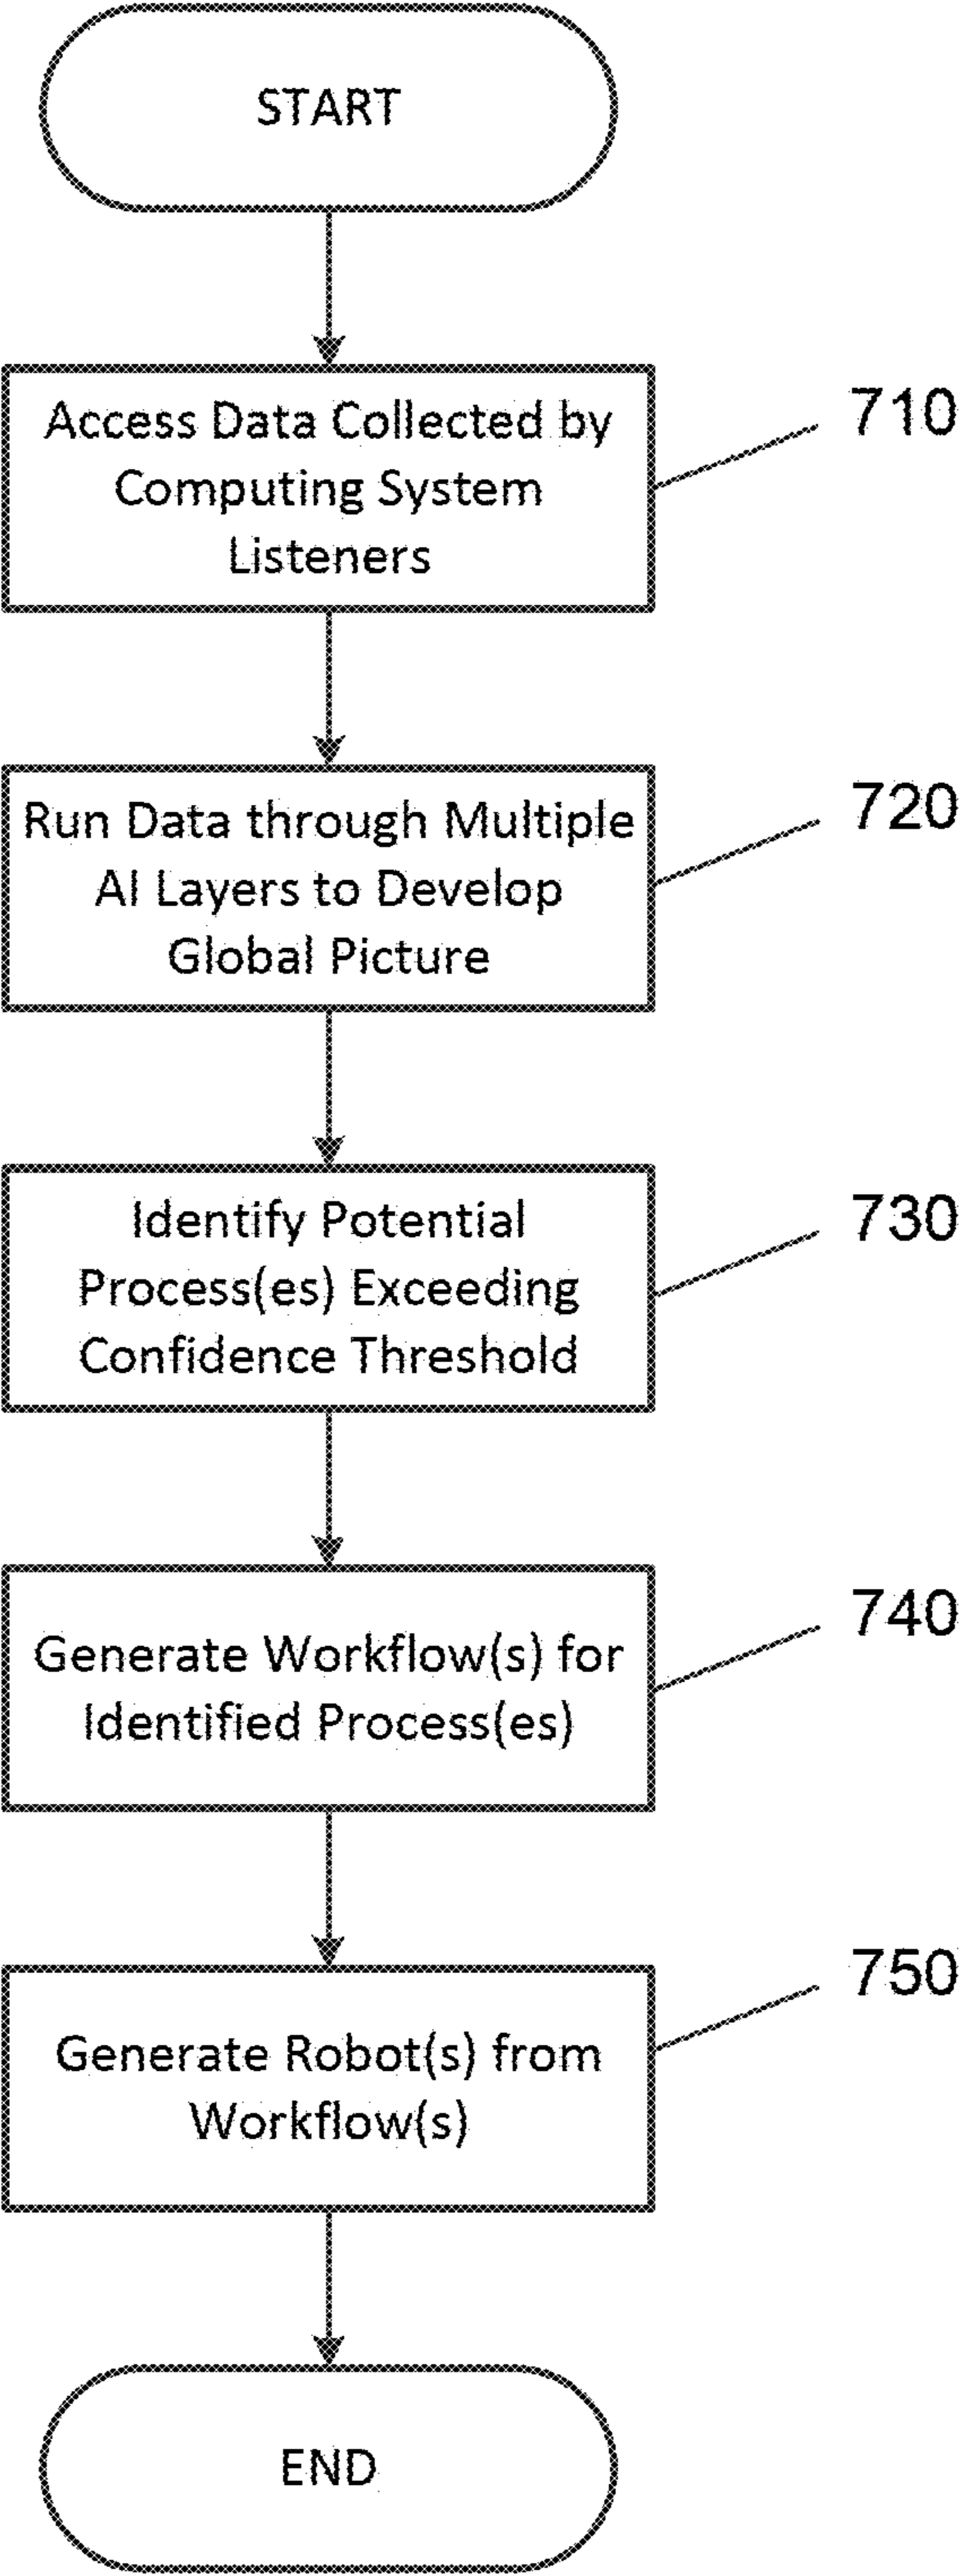 START
Access Data Collected by
Computing System
Listeners
710
Run Data through Multiple
AI Layers to Develop
Global Picture
720
Identify Potential
Process(es) Exceeding
Confidence Threshold
730
Generate Workflow(s) for
Identified Process(es)
740
Generate Robot(s) from
Workflow(s)
750
END